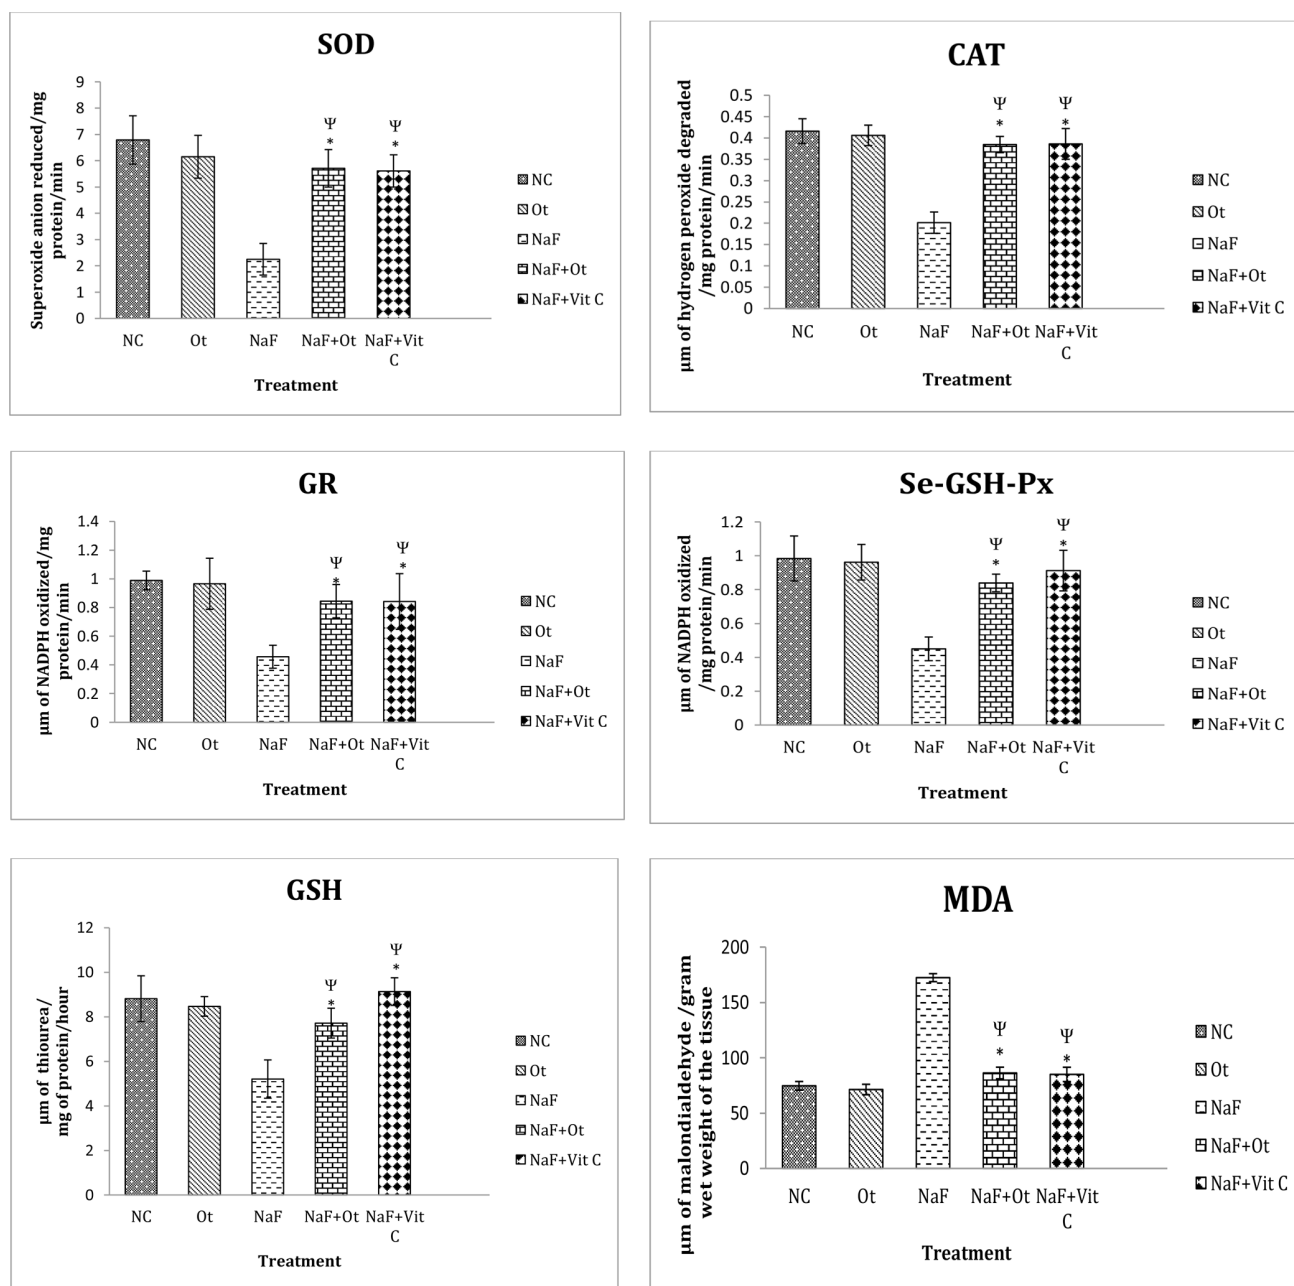 SOD
Superoxide anion reduced/mg
protein/min
9
8
7
6
5
4
3
2
1
0
Ψ
*
Ψ
*
NC
Ot
NaF
NaF+Ot
NaF+Vit
C
Treatment
NC
Ot
NaF
NaF+Ot
NaF+Vit C
CAT
µm of hydrogen peroxide degraded
/mg protein/min
0.5
0.45
0.4
0.35
0.3
0.25
0.2
0.15
0.1
0.05
0
Ψ
*
Ψ
*
NC
Ot
NaF
NaF+Ot
NaF+Vit
C
Treatment
NC
Ot
NaF
NaF+Ot
NaF+Vit C
GR
µm of NADPH oxidized/mg
protein/min
1.4
1.2
1
0.8
0.6
0.4
0.2
0
Ψ
*
Ψ
*
NC
Ot
NaF
NaF+Ot
NaF+Vit
C
Treatment
NC
Ot
NaF
NaF+Ot
NaF+Vit C
Se-GSH-Px
µm of NADPH oxidized
/mg protein/min
1.2
1
0.8
0.6
0.4
0.2
0
Ψ
*
Ψ
*
NC
Ot
NaF
NaF+Ot
NaF+Vit
C
Treatment
NC
Ot
NaF
NaF+Ot
NaF+Vit C
GSH
µm of thiourea/
mg of protein/hour
12
10
8
6
4
2
0
Ψ
*
Ψ
*
NC
Ot
NaF
NaF+Ot
NaF+Vit
C
Treatment
NC
Ot
NaF
NaF+Ot
NaF+Vit C
MDA
µm of malondialdehyde /gram
wet weight of the tissue
200
150
100
50
0
Ψ
*
Ψ
*
NC
Ot
NaF
NaF+Ot
NaF+Vit
C
Treatment
NC
Ot
NaF
NaF+Ot
NaF+Vit C